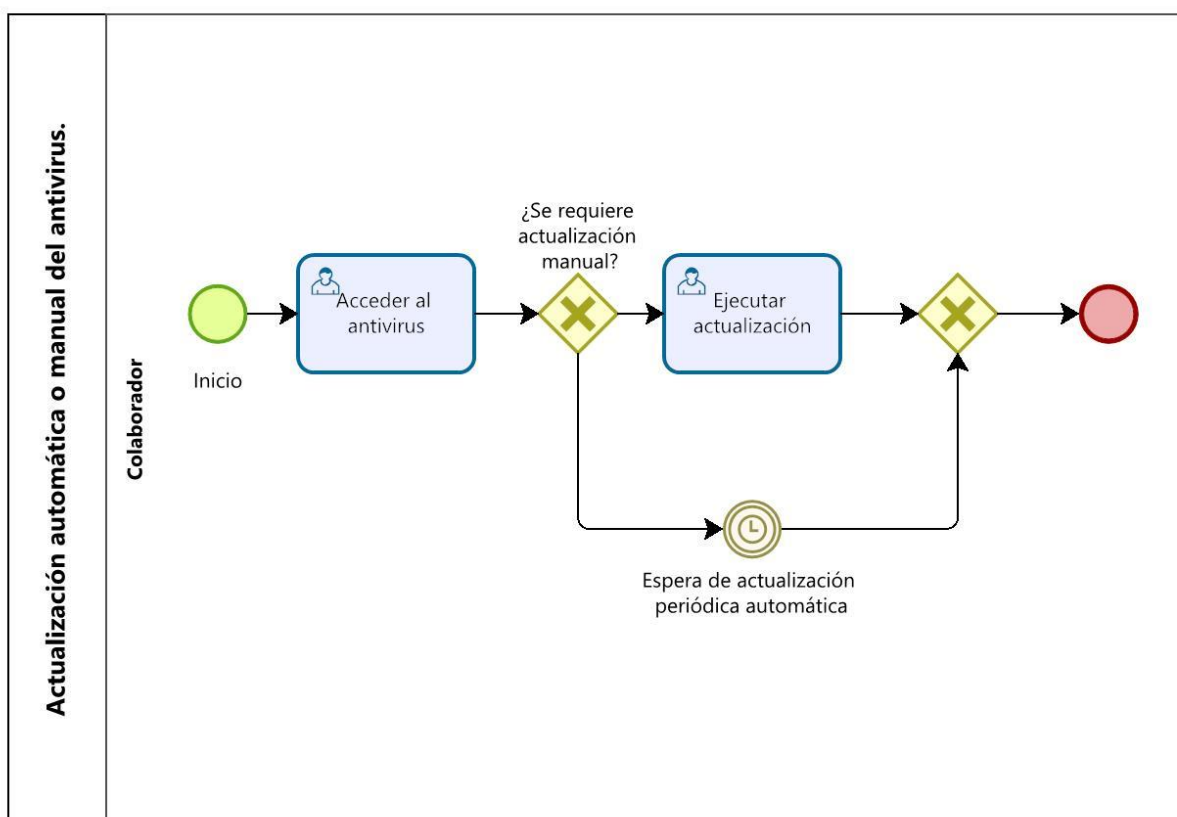 Actualización automática o manual del antivirus.
Colaborador
Inicio
Acceder al
antivirus
¿Se requiere
actualización
manual?
Ejecutar
actualización
Espera de actualización
periódica automática